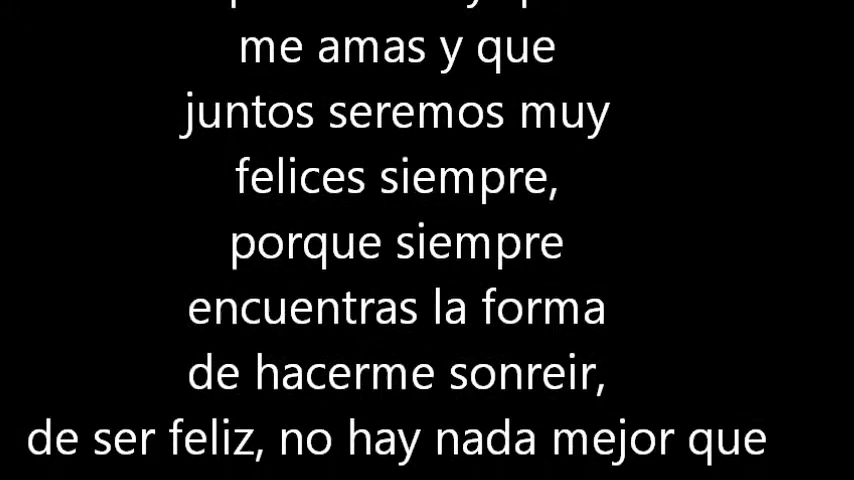 me amas y que
juntos seremos muy
felices siempre,
porque siempre
encuentras la forma
de hacerme sonreir,
de ser feliz, no hay nada mejor que